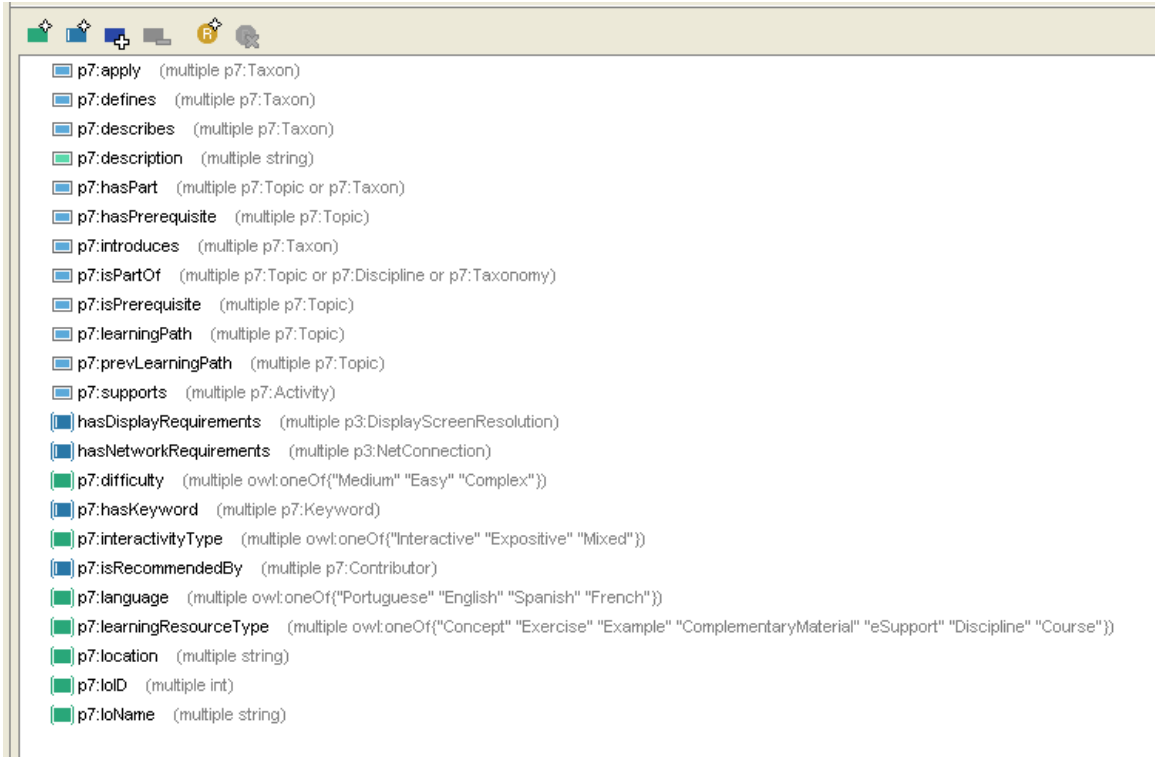 R
p7:apply (multiple p7:Taxon)
p7:defines (multiple p7:Taxon)
p7:describes (multiple p7:Taxon)
p7:description (multiple string)
p7:hasPart (multiple p7:Topic or p7:Taxon)
p7:hasPrerequisite (multiple p7:Topic)
p7:introduces (multiple p7:Taxon)
p7:isPartOf (multiple p7:Topic or p7:Discipline or p7:Taxonomy)
p7:isPrerequisite (multiple p7:Topic)
p7:learningPath (multiple p7:Topic)
p7:prevLearningPath (multiple p7:Topic)
p7:supports (multiple p7:Activity)
hasDisplayRequirements (multiple p3:DisplayScreenResolution)
hasNetworkRequirements (multiple p3:NetConnection)
p7:difficulty (multiple owl:oneOf{"Medium" "Easy" "Complex"})
p7:hasKeyword (multiple p7:Keyword)
p7:interactivityType (multiple owl:oneOf{"Interactive" "Expositive" "Mixed"})
p7:isRecommendedBy (multiple p7:Contributor)
p7:language (multiple owl:oneOf{"Portuguese" "English" "Spanish" "French"})
p7:learningResourceType (multiple owl:oneOf{"Concept" "Exercise" "Example" "ComplementaryMaterial" "eSupport" "Discipline" "Course"})
p7:location (multiple string)
p7:loID (multiple int)
p7:loName (multiple string)